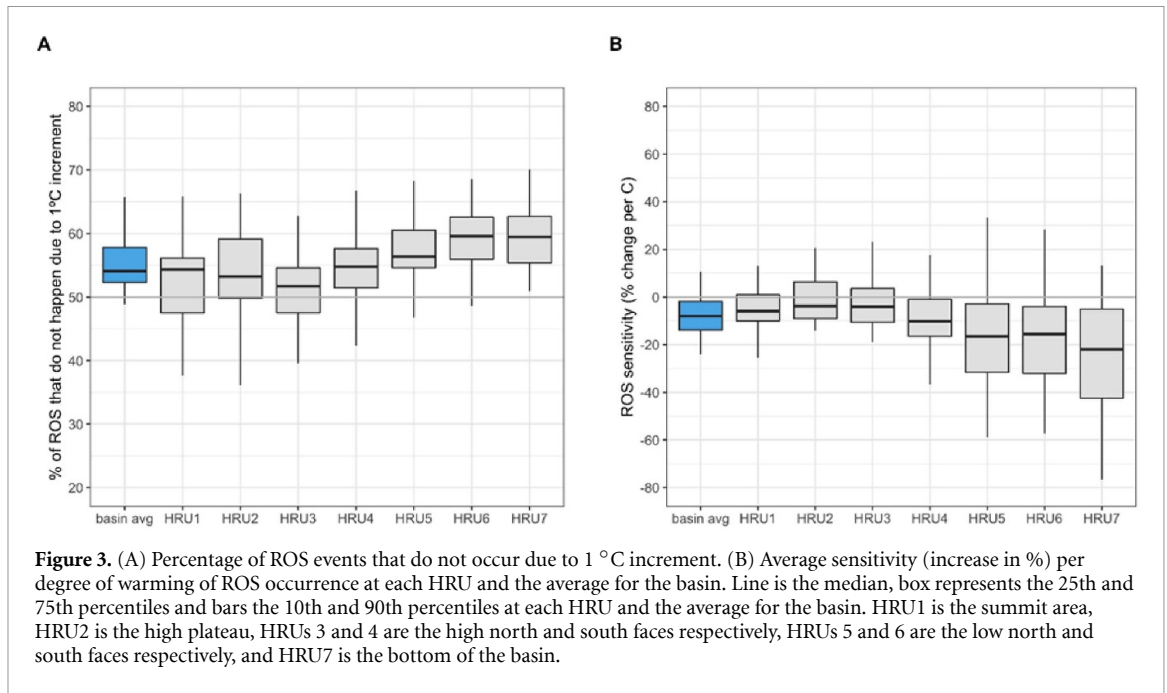 A
B
% of ROS that do not happen due to 1ºC increment
80
70
60
50
40
30
20
basin avg HRU1 HRU2 HRU3 HRU4 HRU5 HRU6 HRU7
ROS sensitivity (% change per C)
80
60
40
20
0
-20
-40
-60
-80
basin avg HRU1 HRU2 HRU3 HRU4 HRU5 HRU6 HRU7
Figure 3. (A) Percentage of ROS events that do not occur due to 1 °C increment. (B) Average sensitivity (increase in %) per
degree of warming of ROS occurrence at each HRU and the average for the basin. Line is the median, box represents the 25th and
75th percentiles and bars the 10th and 90th percentiles at each HRU and the average for the basin. HRU1 is the summit area,
HRU2 is the high plateau, HRUs 3 and 4 are the high north and south faces respectively, HRUs 5 and 6 are the low north and
south faces respectively, and HRU7 is the bottom of the basin.